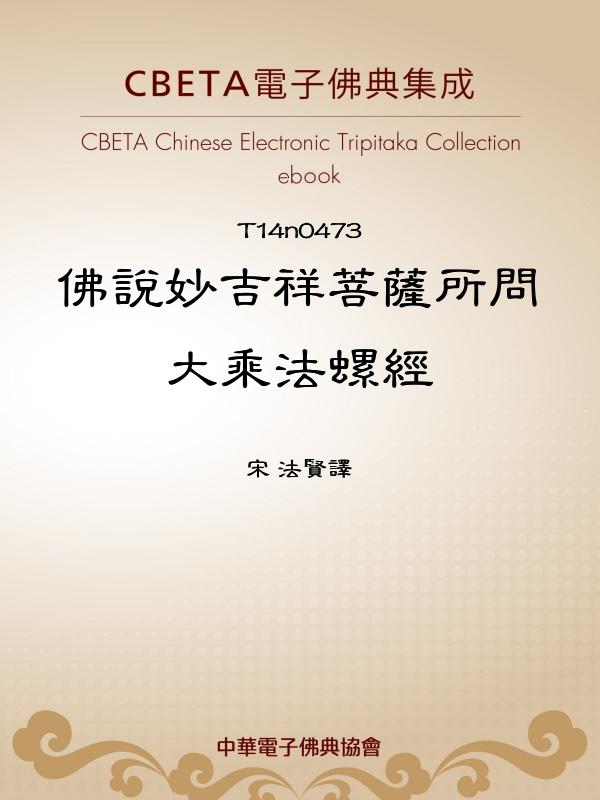 CBETA電子佛典集成
CBETA Chinese Electronic Tripitaka Collection
ebook
T14n0473
佛說妙吉祥菩薩所問
大乘法螺經
宋 法賢譯
中華電子佛典協會